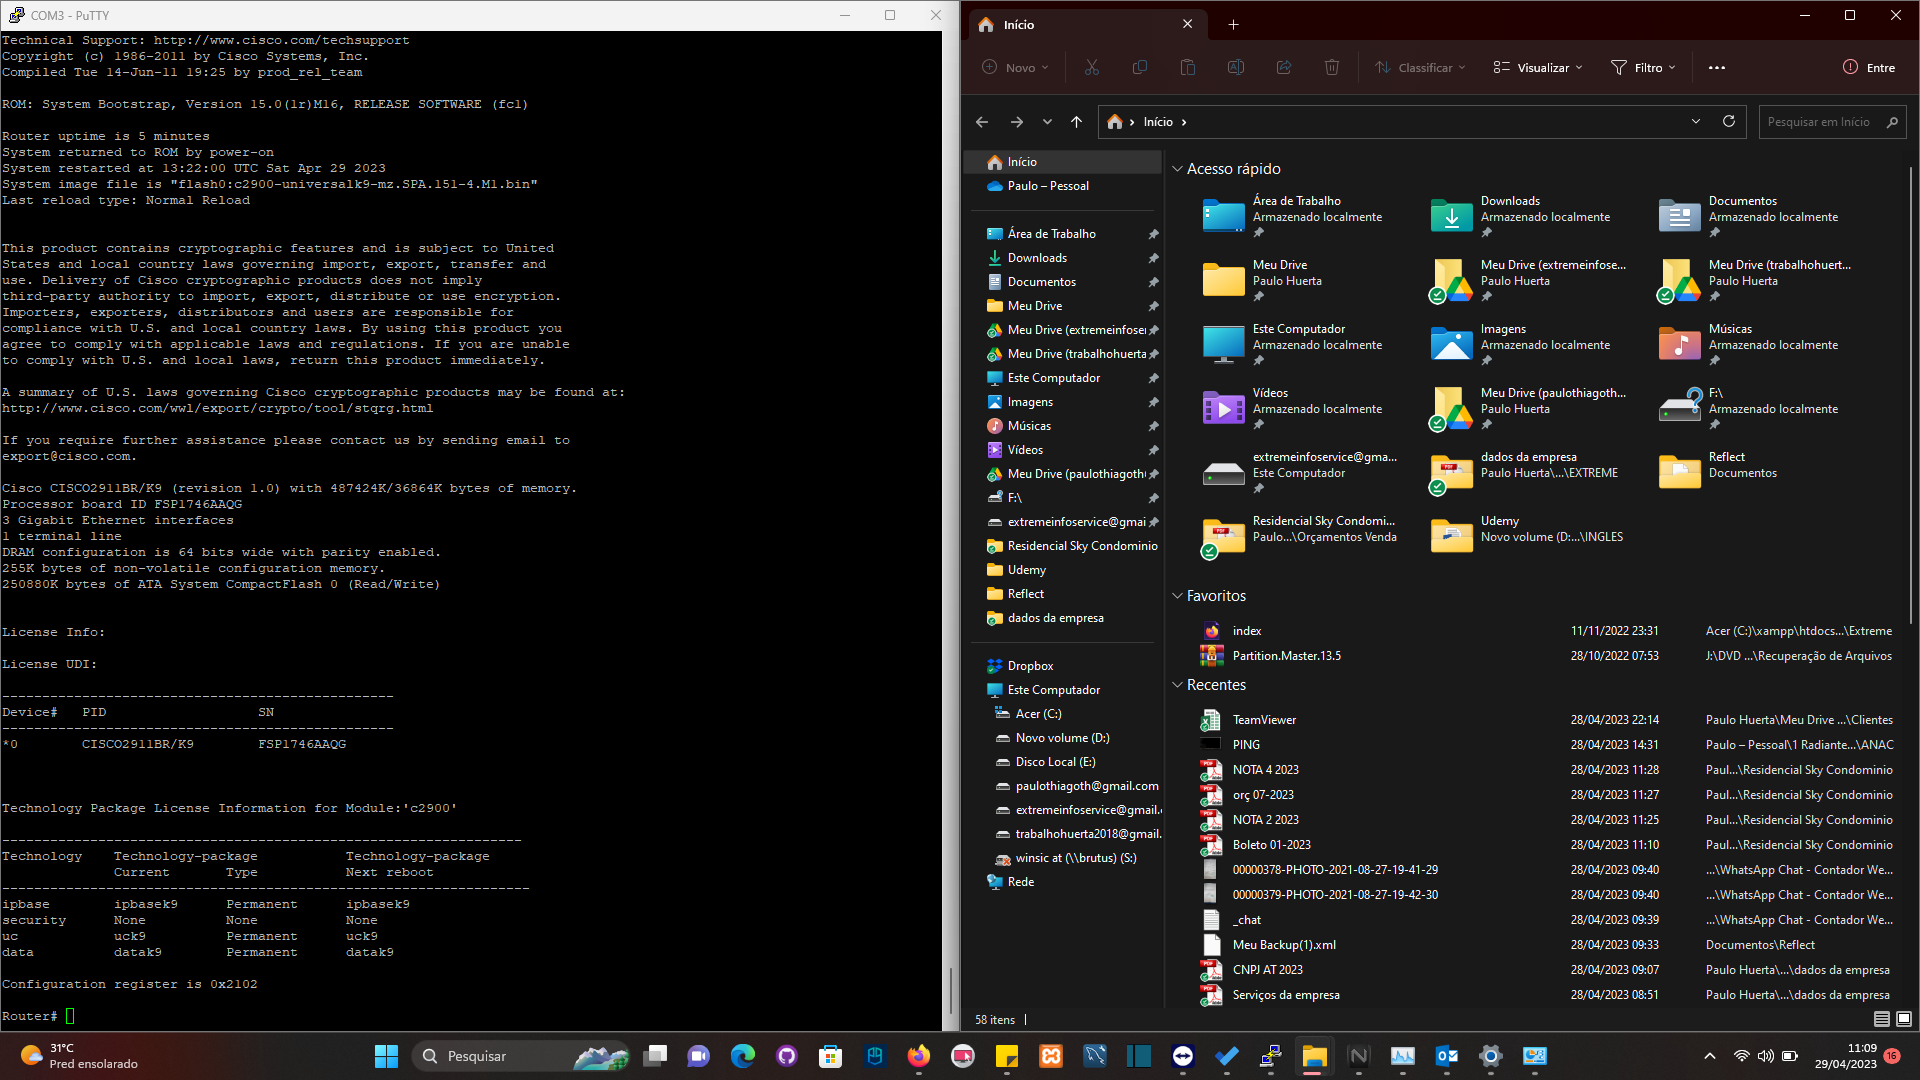 COM3 - PuTTY
Technical Support: http://www.cisco.com/techsupport
Copyright (c) 1986-2011 by Cisco Systems, Inc.
Compiled Tue 14-Jun-11 19:25 by prod_rel_team
ROM: System Bootstrap, Version 15.0(1r)M16, RELEASE SOFTWARE (fc1)
Router uptime is 5 minutes
System returned to ROM by power-on
System restarted at 13:22:00 UTC Sat Apr 29 2023
System image file is "flash0:c2900-universalk9-mz.SPA.151-4.M1.bin"
Last reload type: Normal Reload
This product contains cryptographic features and is subject to United
States and local country laws governing import, export, transfer and
use. Delivery of Cisco cryptographic products does not imply
third-party authority to import, export, distribute or use encryption.
Importers, exporters, distributors and users are responsible for
compliance with U.S. and local country laws. By using this product you
agree to comply with applicable laws and regulations. If you are unable
to comply with U.S. and local laws, return this product immediately.
A summary of U.S. laws governing Cisco cryptographic products may be found at:
http://www.cisco.com/wwl/export/crypto/tool/stqrg.html
If you require further assistance please contact us by sending email to
export@cisco.com.
Cisco CISCO2911BR/K9 (revision 1.0) with 487424K/36864K bytes of memory.
Processor board ID FSP1746AAQG
3 Gigabit Ethernet interfaces
1 terminal line
DRAM configuration is 64 bits wide with parity enabled.
255K bytes of non-volatile configuration memory.
250880K bytes of ATA System CompactFlash 0 (Read/Write)
License Info:
License UDI:
-------------------------------------------------
Device#   PID                   SN
-------------------------------------------------
*0        CISCO2911BR/K9        FSP1746AAQG
Technology Package License Information for Module:'c2900'
-----------------------------------------------------------------
Technology    Technology-package           Technology-package
              Current       Type           Next reboot
------------------------------------------------------------------
ipbase        ipbasek9      Permanent      ipbasek9
security      None          None           None
uc            uck9          Permanent      uck9
data          datak9        Permanent      datak9
Configuration register is 0x2102
Router#
Início
Novo
Classificar
Visualizar
Filtro
Entre
Início
Pesquisar em Início
Início
Paulo – Pessoal
Área de Trabalho
Downloads
Documentos
Meu Drive
Meu Drive (extremeinfoser
Meu Drive (trabalhohuerta
Este Computador
Imagens
Músicas
Vídeos
Meu Drive (paulothiagoth
F:\
extremeinfoservice@gmai
Residencial Sky Condominio
Udemy
Reflect
dados da empresa
Dropbox
Este Computador
Acer (C:)
Novo volume (D:)
Disco Local (E:)
paulothiagoth@gmail.com
extremeinfoservice@gmail.
trabalhohuerta2018@gmail.
winsic at (\\brutus) (S:)
Rede
Acesso rápido
Área de Trabalho
Armazenado localmente
Downloads
Armazenado localmente
Documentos
Armazenado localmente
Meu Drive
Paulo Huerta
Meu Drive (extremeinfose...
Paulo Huerta
Meu Drive (trabalhohuert...
Paulo Huerta
Este Computador
Armazenado localmente
Imagens
Armazenado localmente
Músicas
Armazenado localmente
Vídeos
Armazenado localmente
Meu Drive (paulothiagoth...
Paulo Huerta
F:\
Armazenado localmente
extremeinfoservice@gma...
Este Computador
dados da empresa
Paulo Huerta\...\EXTREME
Reflect
Documentos
Residencial Sky Condomi...
Paulo...\Orçamentos Venda
Udemy
Novo volume (D:...\INGLES
Favoritos
index 11/11/2022 23:31 Acer (C:)\xampp\htdocs...\Extreme
Partition.Master.13.5 28/10/2022 07:53 J:\DVD ...\Recuperação de Arquivos
Recentes
TeamViewer 28/04/2023 22:14 Paulo Huerta\Meu Drive ...\Clientes
PING 28/04/2023 14:31 Paulo – Pessoal\1 Radiante...\ANAC
NOTA 4 2023 28/04/2023 11:28 Paul...\Residencial Sky Condominio
orç 07-2023 28/04/2023 11:27 Paul...\Residencial Sky Condominio
NOTA 2 2023 28/04/2023 11:25 Paul...\Residencial Sky Condominio
Boleto 01-2023 28/04/2023 11:10 Paul...\Residencial Sky Condominio
00000378-PHOTO-2021-08-27-19-41-29 28/04/2023 09:40 ...\WhatsApp Chat - Contador We...
00000379-PHOTO-2021-08-27-19-42-30 28/04/2023 09:40 ...\WhatsApp Chat - Contador We...
_chat 28/04/2023 09:39 ...\WhatsApp Chat - Contador We...
Meu Backup(1).xml 28/04/2023 09:33 Documentos\Reflect
CNPJ AT 2023 28/04/2023 09:07 Paulo Huerta\...\dados da empresa
Serviços da empresa 28/04/2023 08:51 Paulo Huerta\...\dados da empresa
58 itens
31°C
Pred ensolarado
Pesquisar
11:09
29/04/2023
16